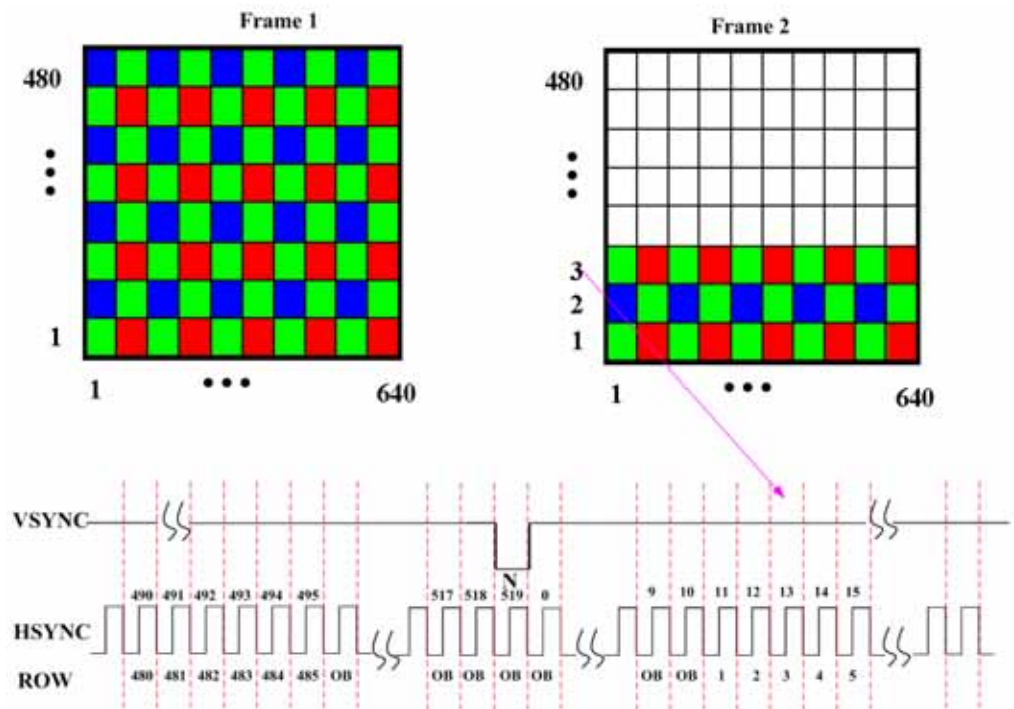 Frame 1
Frame 2
480
480
3
2
1
1
1
640
1
640
VSYNC
N
490 491 492 493 494 495 517 518 519 0 9 10 11 12 13 14 15
HSYNC
ROW
480 481 482 483 484 485 OB OB OB OB OB OB OB 1 2 3 4 5